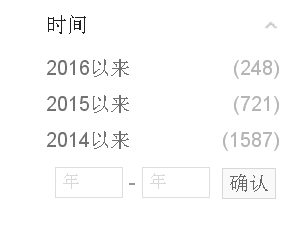 时间
2016以来 (248)
2015以来 (721)
2014以来 (1587)
年 - 年 确认